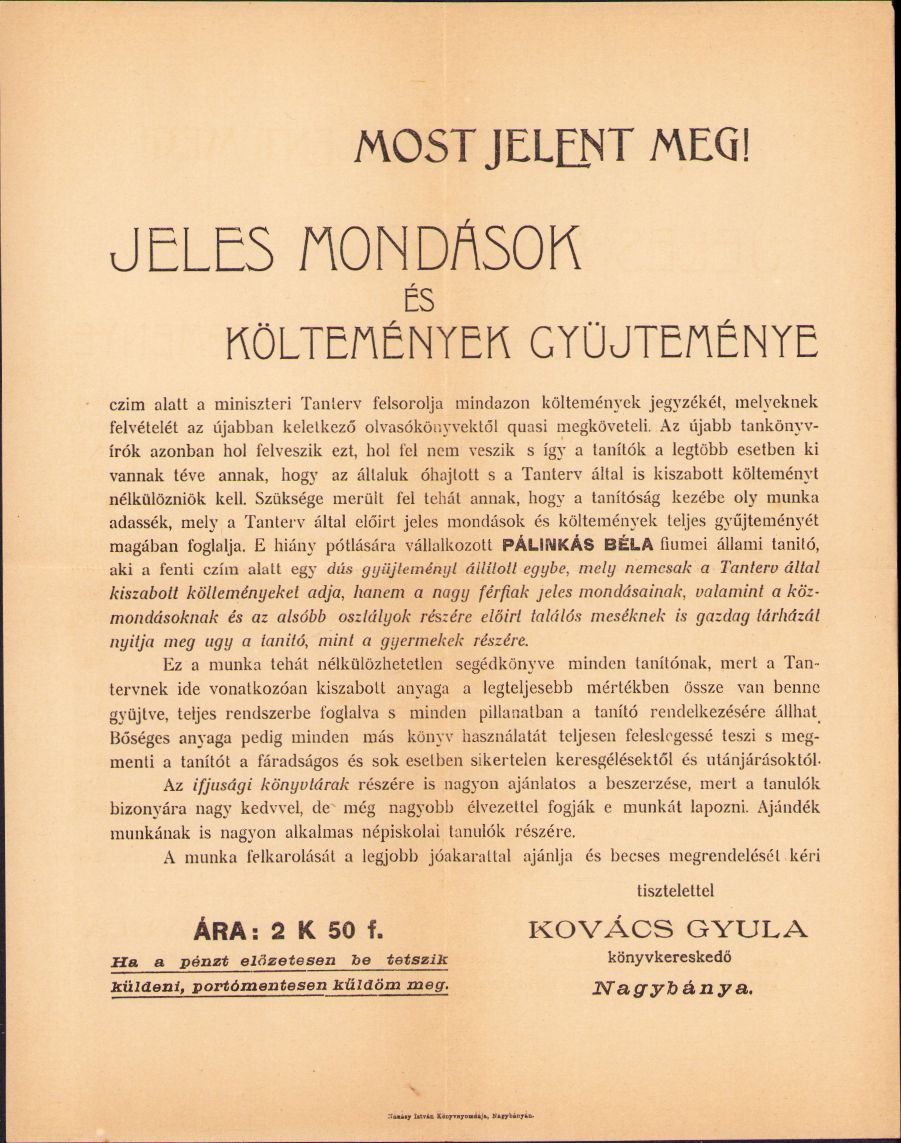 MOST JELENT MEG!
JELES MONDÁSOK
ÉS
KÖLTEMÉNYEK GYÜJTEMÉNYE
czim alatt a miniszteri Tanterv felsorolja mindazon költemények jegyzékét, melyeknek
felvételét az újabban keletkező olvasókönyvektől quasi megköveteli. Az újabb tankönyv-
írók azonban hol felveszik ezt, hol fel nem veszik s így a tanítók a legtöbb esetben ki
vannak téve annak, hogy az általuk óhajtott s a Tanterv által is kiszabott költeményt
nélkülözniök kell. Szüksége merült fel tehát annak, hogy a tanítóság kezébe oly munka
adassék, mely a Tanterv által előirt jeles mondások és költemények teljes gyűjteményét
magában foglalja. E hiány pótlására vállalkozott PÁLINKÁS BÉLA fiumei állami tanitó,
aki a fenti czím alatt egy dús gyüjteményt állitott egybe, mely nemcsak a Tanterv által
kiszabott költeményeket adja, hanem a nagy férfiak jeles mondásainak, valamint a köz-
mondásoknak és az alsóbb osztályok részére előirt találós meséknek is gazdag tárházát
nyitja meg ugy a tanitó, mint a gyermekek részére.
Ez a munka tehát nélkülözhetetlen segédkönyve minden tanítónak, mert a Tan-
tervnek ide vonatkozóan kiszabott anyaga a legteljesebb mértékben össze van benne
gyüjtve, teljes rendszerbe foglalva s minden pillanatban a tanító rendelkezésére állhat.
Bőséges anyaga pedig minden más könyv használatát teljesen feleslegessé teszi s meg-
menti a tanítót a fáradságos és sok esetben sikertelen keresgélésektől és utánjárásoktól.
Az ifjusági könyvtárak részére is nagyon ajánlatos a beszerzése, mert a tanulók
bizonyára nagy kedvvel, de még nagyobb élvezettel fogják e munkát lapozni. Ajándék
munkának is nagyon alkalmas népiskolai tanulók részére.
A munka felkarolását a legjobb jóakarattal ajánlja és becses megrendelését kéri
tisztelettel
ÁRA: 2 K 50 f.
Ha a pénzt előzetesen be tetszik
küldeni, portómentesen küldöm meg.
KOVÁCS GYULA
könyvkereskedő
Nagybánya.
Nánásy István Könyvnyomdája, Nagybányán.